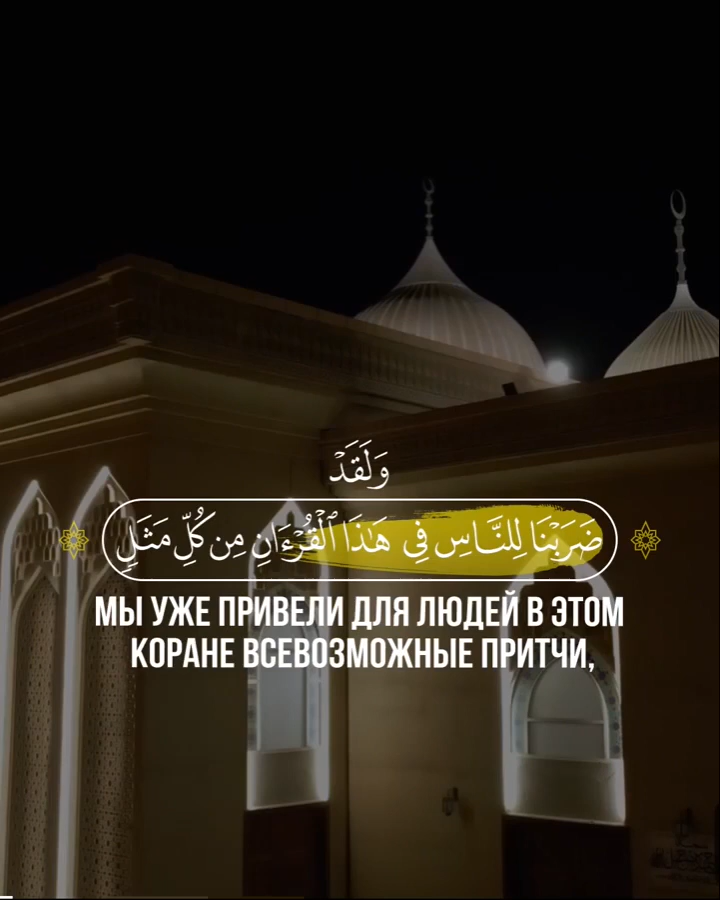 وَلَقَدْ
ضَرَبْنَا لِلنَّاسِ فِي هَٰذَا ٱلْقُرْءَانِ مِن كُلِّ مَثَلٍ
МЫ УЖЕ ПРИВЕЛИ ДЛЯ ЛЮДЕЙ В ЭТОМ
КОРАНЕ ВСЕВОЗМОЖНЫЕ ПРИТЧИ,